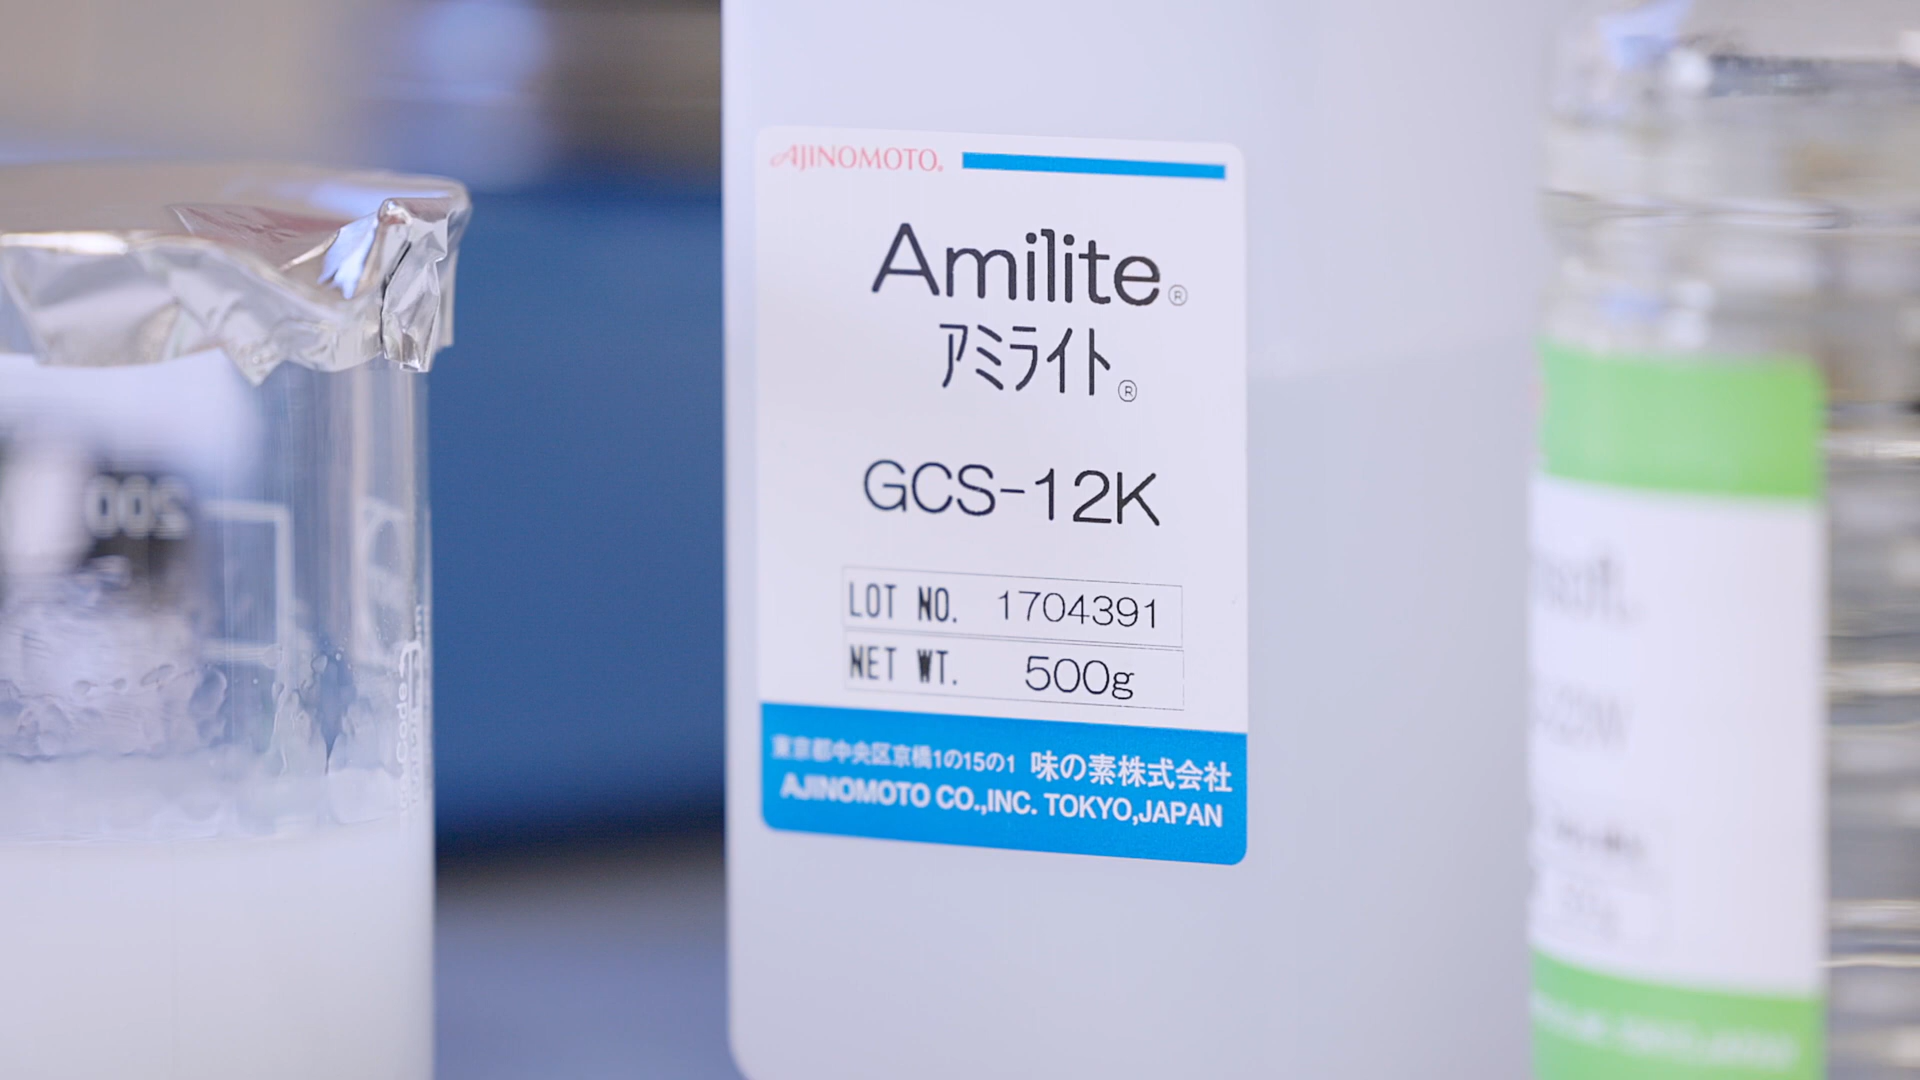 AJINOMOTO®
Amilite®
アミライト®
GCS-12K
LOT NO. 1704391
NET WT. 500g
東京都中央区京橋1の15の1 味の素株式会社
AJINOMOTO CO.,INC. TOKYO,JAPAN
200